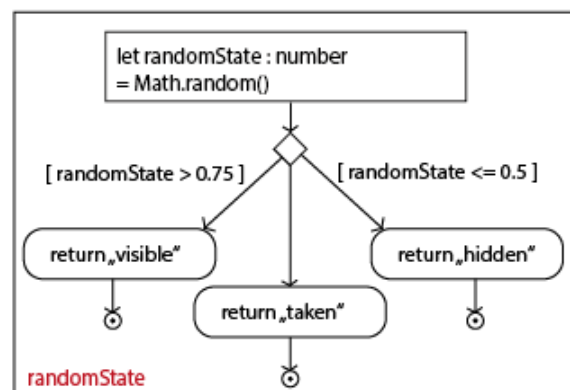 let randomState : number
= Math.random()
[ randomState > 0.75 ]
[ randomState <= 0.5 ]
return „visible“
return „hidden“
return „taken“
randomState